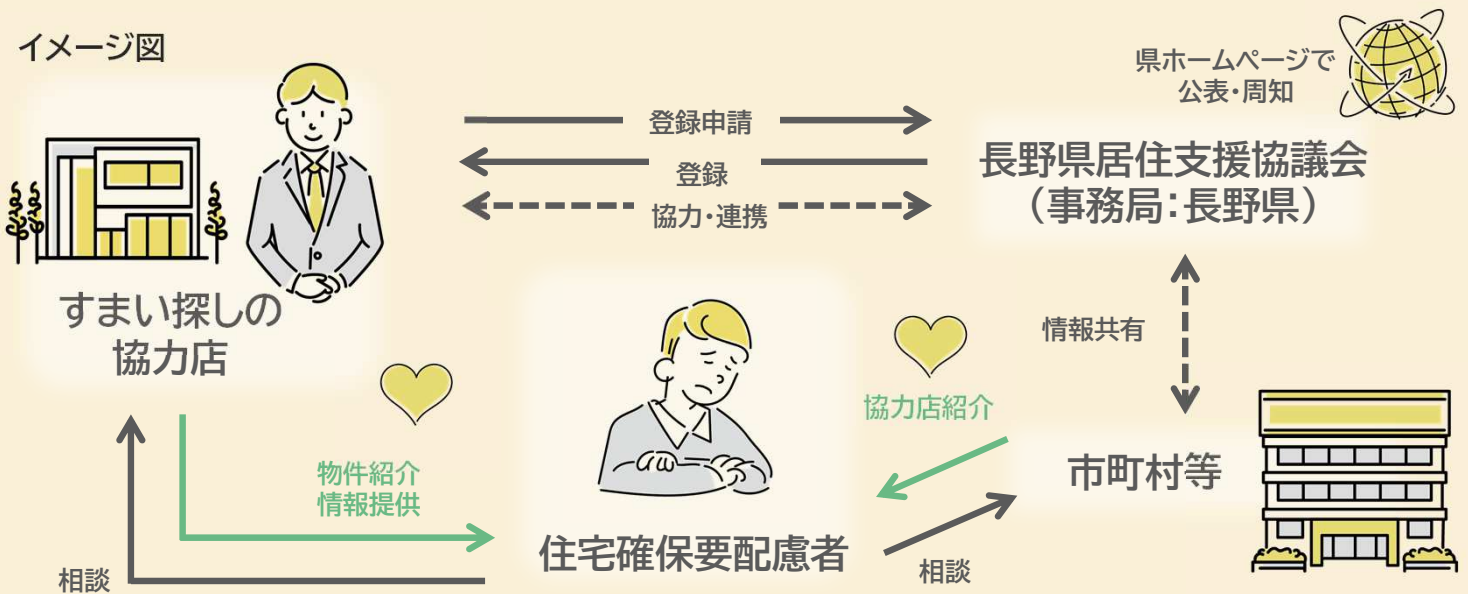 イメージ図
県ホームページで
公表・周知
登録申請
登録
協力・連携
長野県居住支援協議会
（事務局：長野県）
すまい探しの
協力店
情報共有
協力店紹介
市町村等
物件紹介
情報提供
住宅確保要配慮者
相談
相談